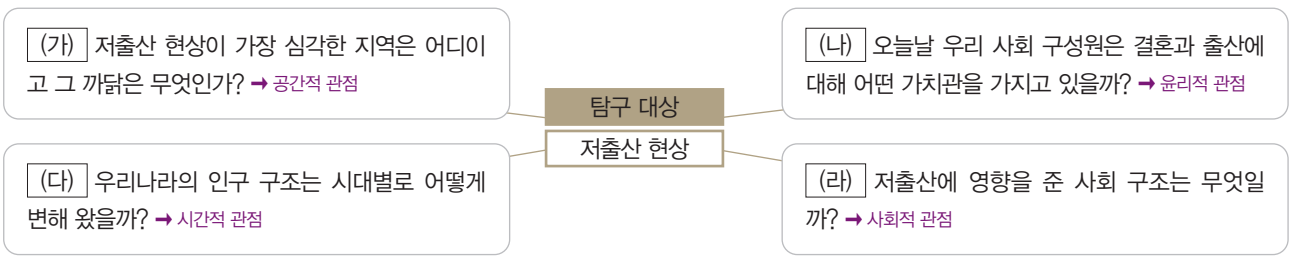 (가) 저출산 현상이 가장 심각한 지역은 어디이
고 그 까닭은 무엇인가? ➞ 공간적 관점
(나) 오늘날 우리 사회 구성원은 결혼과 출산에
대해 어떤 가치관을 가지고 있을까? ➞ 윤리적 관점
탐구 대상
저출산 현상
(다) 우리나라의 인구 구조는 시대별로 어떻게
변해 왔을까? ➞ 시간적 관점
(라) 저출산에 영향을 준 사회 구조는 무엇일
까? ➞ 사회적 관점